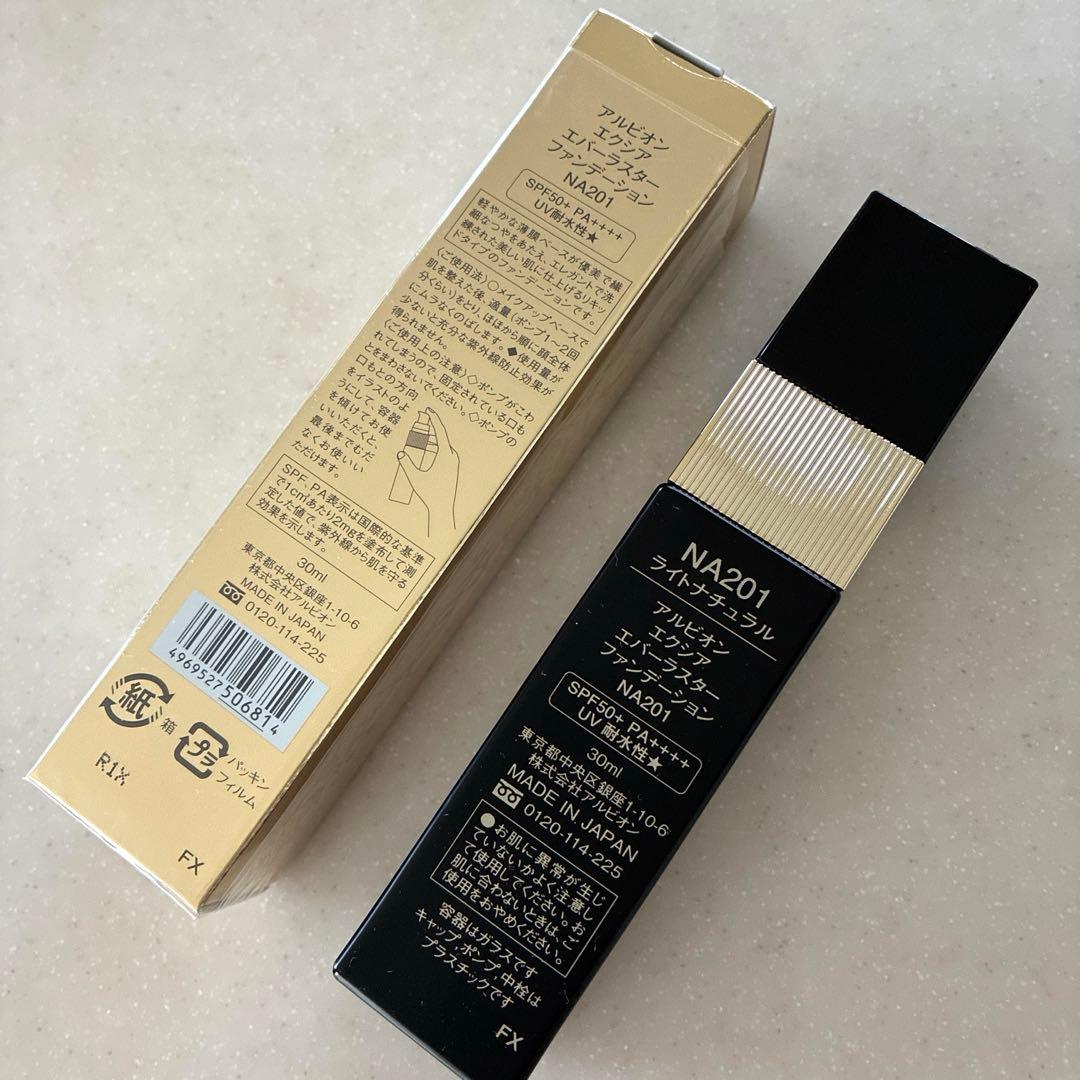 アルビオン
エクシア
エバーラスター
ファンデーション
NA201
SPF50+ PA++++
UV耐水性★
軽やかな薄膜ベースが優美で繊
細なつやをあたえ、エレガントで洗
練された美しい肌に仕上げるリキッ
ドタイプのファンデーションです。
〈ご使用法〉○メイクアップベースで
肌を整えた後、適量(ポンプ1〜2回
分くらい)をとり、ほほから順に顔全体
にムラなくのばします。◆使用量が
少ないと充分な紫外線防止効果が
得られません。
〈ご使用上の注意〉◇ポンプがこわ
れてしまうので、固定されている口も
とをまわさないでください。◇ポンプの
口もとの方向
をイラストのよ
うにして、容器
を傾けてお使
いいただくと、
最後までむだ
なくお使いい
ただけます。
SPF、PA表示は国際的な基準
で1c㎡あたり2mgを塗布して測
定した値で、紫外線から肌を守る
効果を示します。
30ml
東京都中央区銀座1-10-6
株式会社アルビオン
MADE IN JAPAN
0120-114-225
4969527506814
紙
箱
プラ
パッキン
フィルム
R1X
FX
NA201
ライトナチュラル
アルビオン
エクシア
エバーラスター
ファンデーション
NA201
SPF50+ PA++++
UV耐水性★
30ml
東京都中央区銀座1-10-6
株式会社アルビオン
MADE IN JAPAN
0120-114-225
●お肌に異常が生じ
ていないかよく注意し
て使用してください。お
肌に合わないときは、ご
使用をおやめください。
容器はガラスです
キャップ,ポンプ,中栓は
プラスチックです
FX